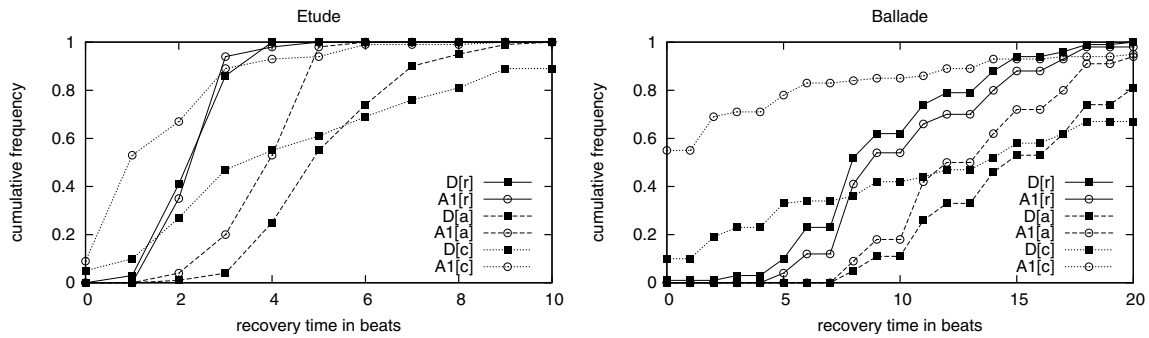 Etude
cumulative frequency
1
0.8
0.6
0.4
0.2
0
0 2 4 6 8 10
recovery time in beats
D[r]
A1[r]
D[a]
A1[a]
D[c]
A1[c]
Ballade
cumulative frequency
1
0.8
0.6
0.4
0.2
0
0 5 10 15 20
recovery time in beats
D[r]
A1[r]
D[a]
A1[a]
D[c]
A1[c]